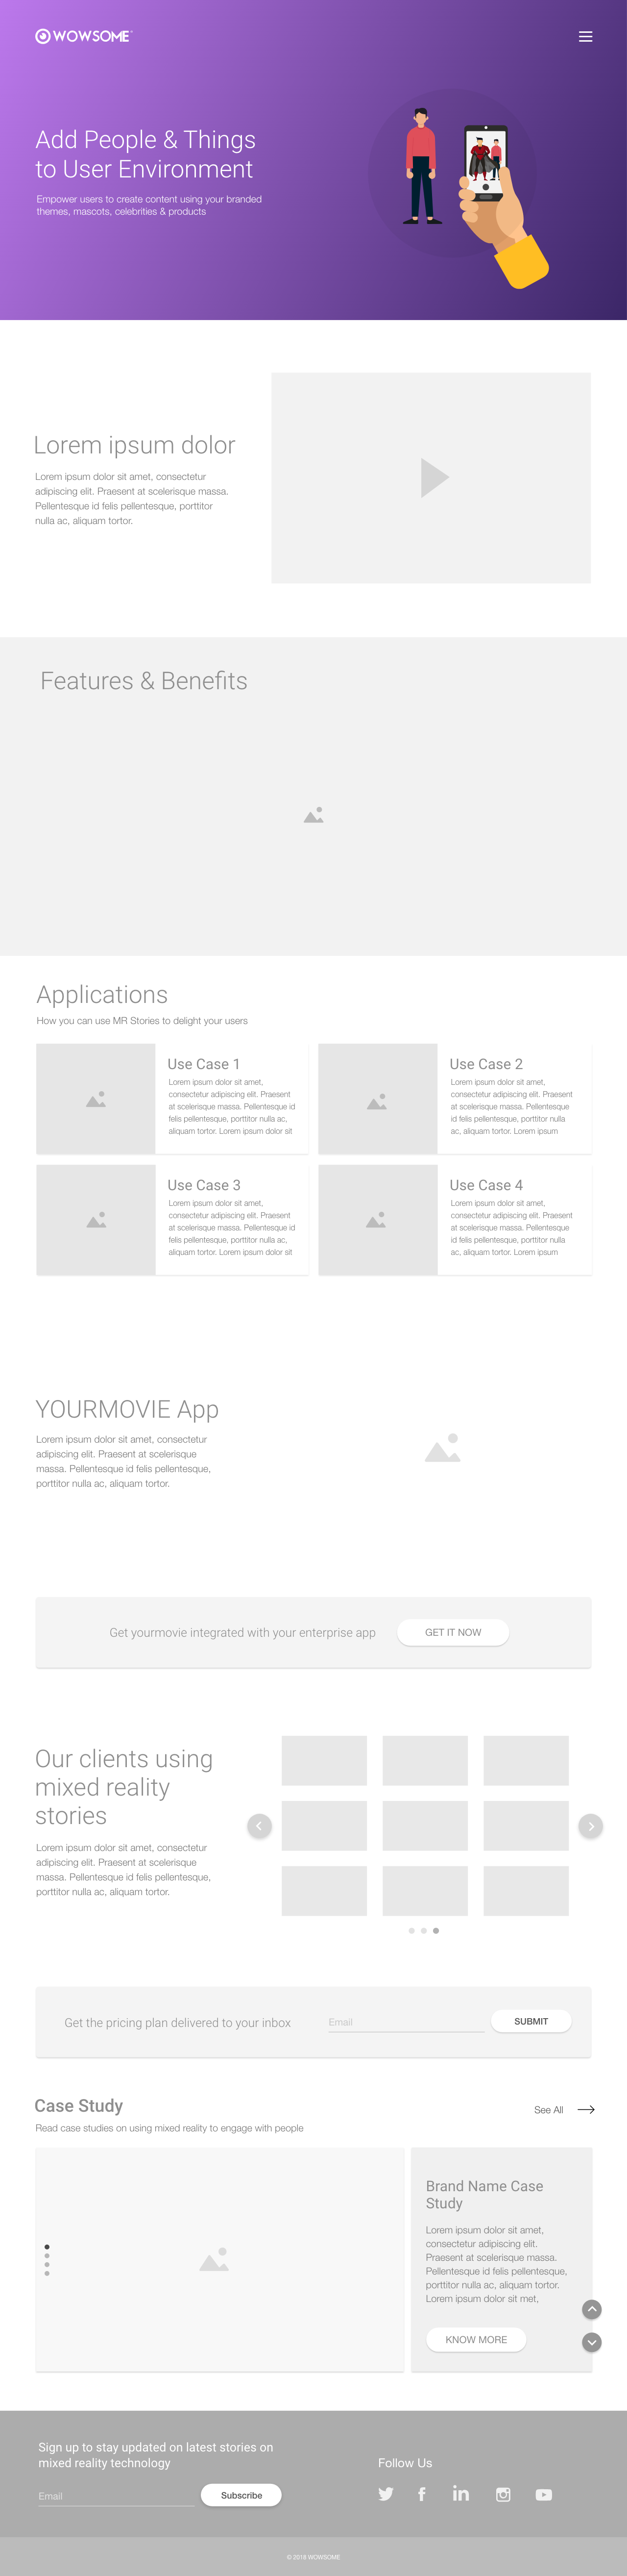 WOWSOME
Add People & Things
to User Environment
Empower users to create content using your branded
themes, mascots, celebrities & products
Lorem ipsum dolor
Lorem ipsum dolor sit amet, consectetur
adipiscing elit. Praesent at scelerisque massa.
Pellentesque id felis pellentesque, porttitor
nulla ac, aliquam tortor.
Features & Benefits
Applications
How you can use MR Stories to delight your users
Use Case 1
Lorem ipsum dolor sit amet,
consectetur adipiscing elit. Praesent
at scelerisque massa. Pellentesque id
felis pellentesque, porttitor nulla ac,
aliquam tortor. Lorem ipsum dolor sit
Use Case 2
Lorem ipsum dolor sit amet,
consectetur adipiscing elit. Praesent
at scelerisque massa. Pellentesque
id felis pellentesque, porttitor nulla
ac, aliquam tortor. Lorem ipsum
Use Case 3
Lorem ipsum dolor sit amet,
consectetur adipiscing elit. Praesent
at scelerisque massa. Pellentesque id
felis pellentesque, porttitor nulla ac,
aliquam tortor. Lorem ipsum dolor sit
Use Case 4
Lorem ipsum dolor sit amet,
consectetur adipiscing elit. Praesent
at scelerisque massa. Pellentesque
id felis pellentesque, porttitor nulla
ac, aliquam tortor. Lorem ipsum
YOURMOVIE App
Lorem ipsum dolor sit amet, consectetur
adipiscing elit. Praesent at scelerisque
massa. Pellentesque id felis pellentesque,
porttitor nulla ac, aliquam tortor.
Get yourmovie integrated with your enterprise app
GET IT NOW
Our clients using
mixed reality
stories
Lorem ipsum dolor sit amet, consectetur
adipiscing elit. Praesent at scelerisque
massa. Pellentesque id felis pellentesque,
porttitor nulla ac, aliquam tortor.
Get the pricing plan delivered to your inbox
Email
SUBMIT
Case Study
See All
Read case studies on using mixed reality to engage with people
Brand Name Case
Study
Lorem ipsum dolor sit amet,
consectetur adipiscing elit.
Praesent at scelerisque massa.
Pellentesque id felis pellentesque,
porttitor nulla ac, aliquam tortor.
Lorem ipsum dolor sit met,
KNOW MORE
Sign up to stay updated on latest stories on
mixed reality technology
Email
Subscribe
Follow Us
© 2018 WOWSOME